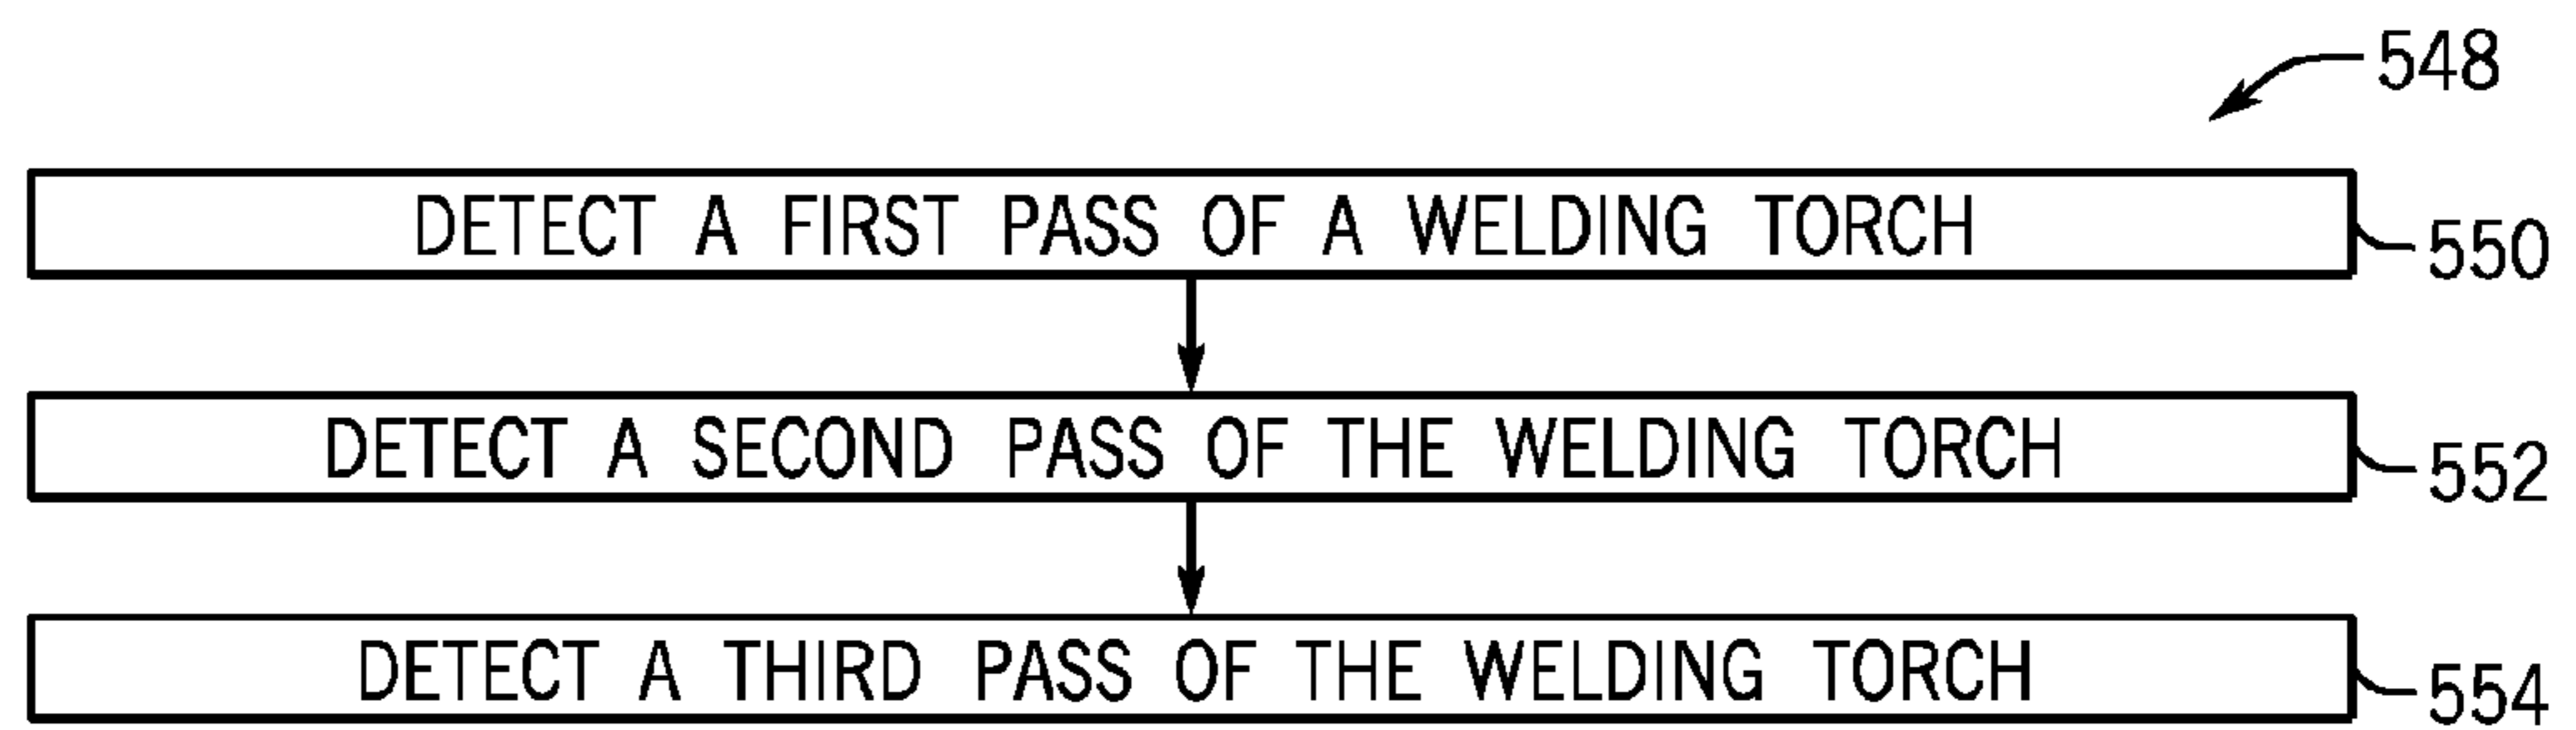 548
DETECT A FIRST PASS OF A WELDING TORCH
550
DETECT A SECOND PASS OF THE WELDING TORCH
552
DETECT A THIRD PASS OF THE WELDING TORCH
554